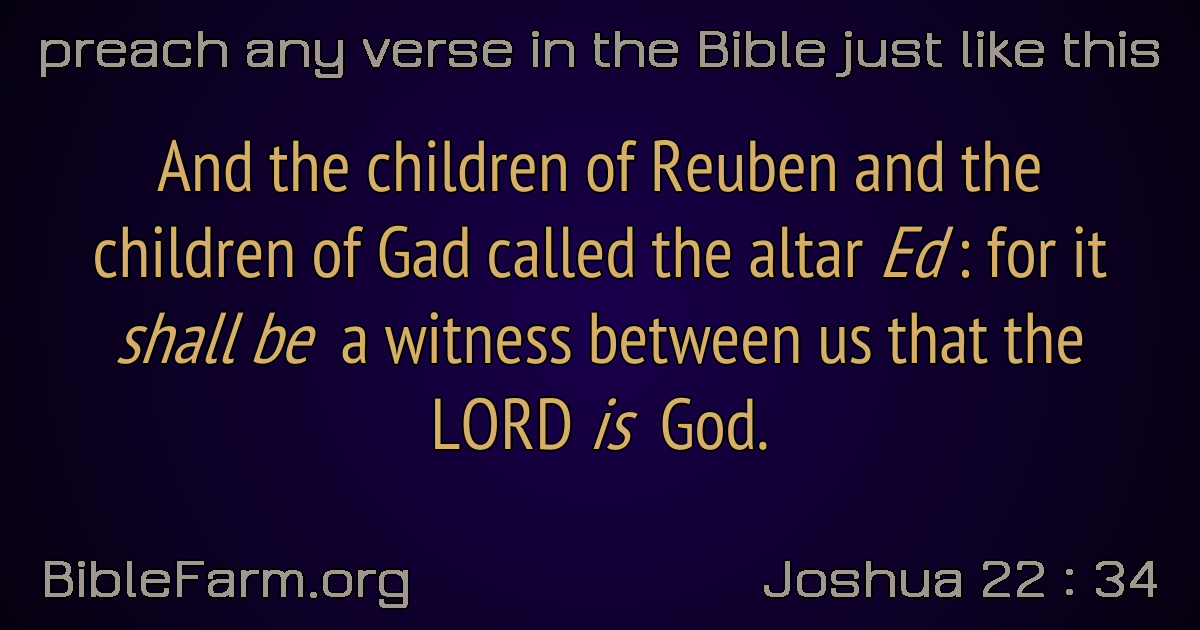 preach any verse in the Bible just like this
And the children of Reuben and the
children of Gad called the altar Ed : for it
shall be a witness between us that the
LORD is God.
BibleFarm.org
Joshua 22 : 34